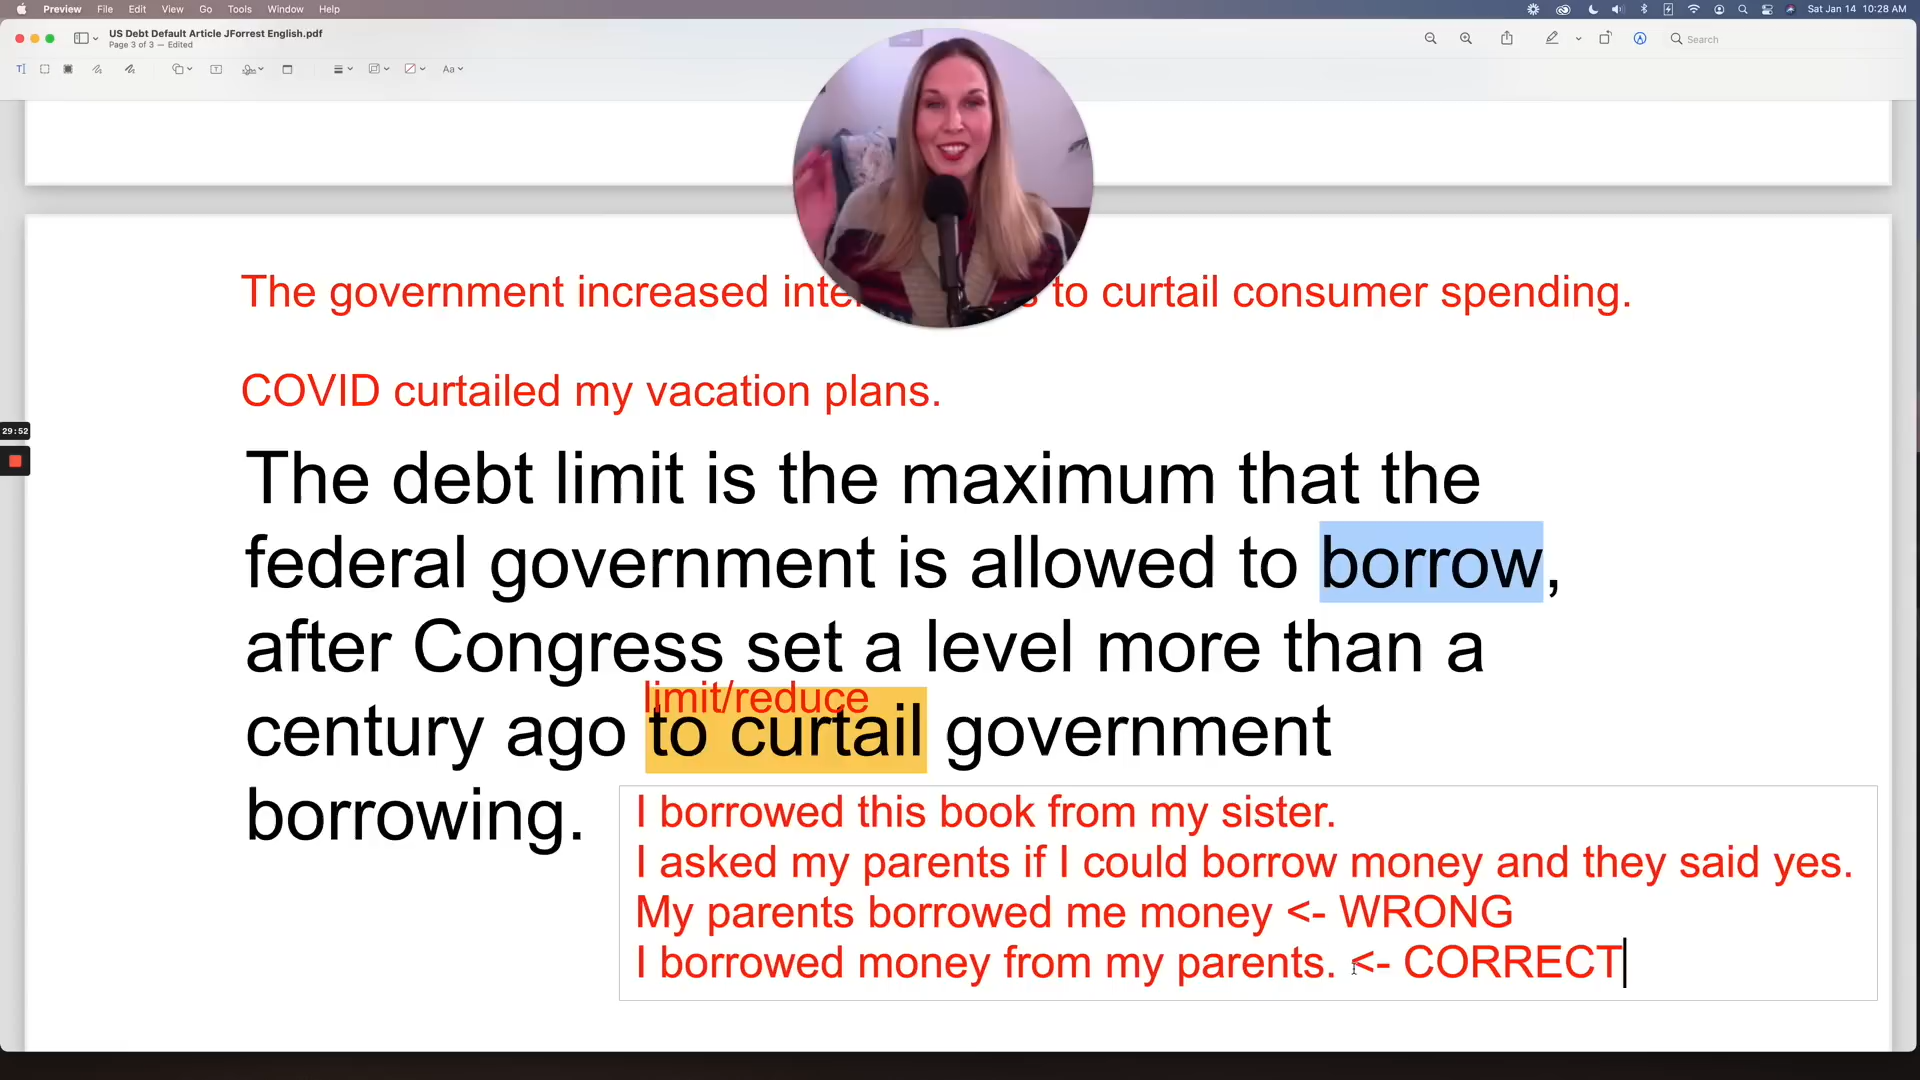 Preview File Edit View Go Tools Window Help
Sat Jan 14 10:28 AM
US Debt Default Article JForrest English.pdf
Page 3 of 3 — Edited
Search
Aa
The government increased to curtail consumer spending.
COVID curtailed my vacation plans.
29:52
The debt limit is the maximum that the
federal government is allowed to borrow,
after Congress set a level more than a
limit/reduce
century ago to curtail government
borrowing.
I borrowed this book from my sister.
I asked my parents if I could borrow money and they said yes.
My parents borrowed me money <- WRONG
I borrowed money from my parents. <- CORRECT